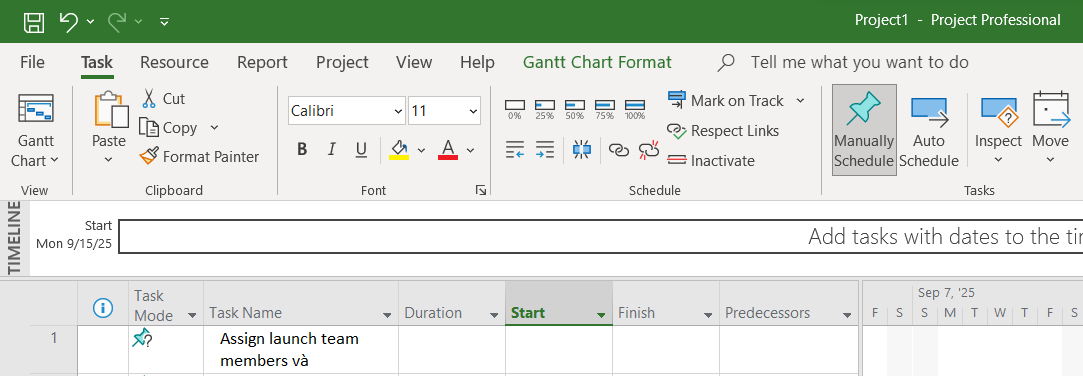 Project1 - Project Professional
File Task Resource Report Project View Help Gantt Chart Format Tell me what you want to do
Gantt
Chart
View
Paste
Cut
Copy
Format Painter
Clipboard
Calibri 11
B I U A
Font
0% 25% 50% 75% 100%
Mark on Track
Respect Links
Inactivate
Schedule
Manually
Schedule
Auto
Schedule
Inspect
Move
Tasks
TIMELINE
Start
Mon 9/15/25
Add tasks with dates to the
Task
Mode
Task Name
Duration
Start
Finish
Predecessors
Sep 7, '25
F S S M T W T F S
1
Assign launch team
members và